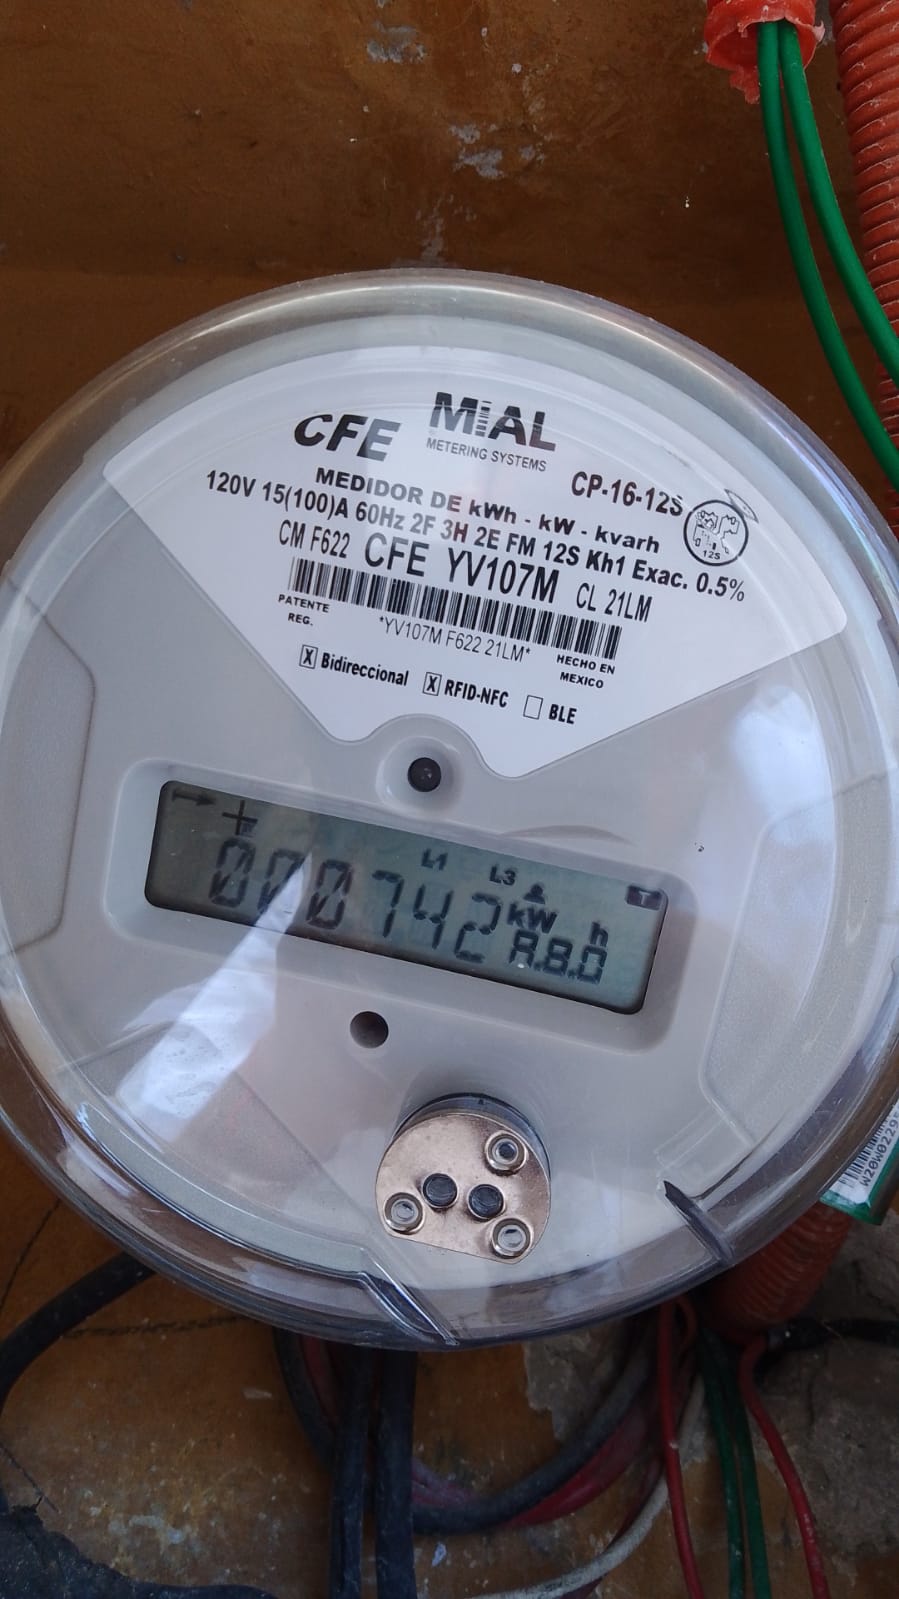 CFE MIAL
METERING SYSTEMS
CP-16-12S
MEDIDOR DE kWh - kW - kvarh
120V 15(100)A 60Hz 2F 3H 2E FM 12S Kh1 Exac. 0.5%
12S
CM F622 CFE YV107M CL 21LM
PATENTE
REG.
*YV107M F622 21LM*
HECHO EN
MEXICO
X Bidireccional X RFID-NFC BLE
L1 L3
T
000742 kW h
A.8.0